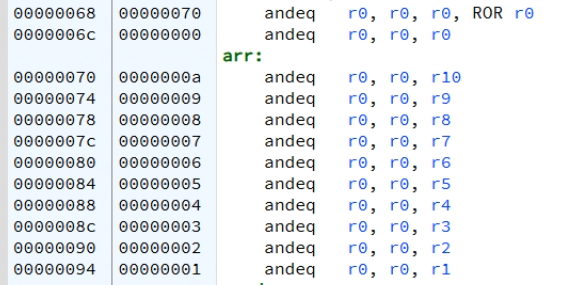 00000068 00000070 andeq r0, r0, r0, ROR r0
0000006c 00000000 andeq r0, r0, r0
arr:
00000070 0000000a andeq r0, r0, r10
00000074 00000009 andeq r0, r0, r9
00000078 00000008 andeq r0, r0, r8
0000007c 00000007 andeq r0, r0, r7
00000080 00000006 andeq r0, r0, r6
00000084 00000005 andeq r0, r0, r5
00000088 00000004 andeq r0, r0, r4
0000008c 00000003 andeq r0, r0, r3
00000090 00000002 andeq r0, r0, r2
00000094 00000001 andeq r0, r0, r1